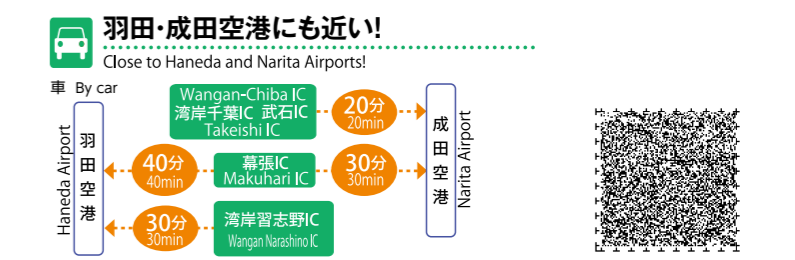 羽田・成田空港にも近い!
Close to Haneda and Narita Airports!
車 By car
Haneda Airport
羽田空港
Wangan-Chiba IC
湾岸千葉IC 武石IC
Takeishi IC
20分
20min
40分
40min
幕張IC
Makuhari IC
30分
30min
30分
30min
湾岸習志野IC
Wangan Narashino IC
成田空港
Narita Airport